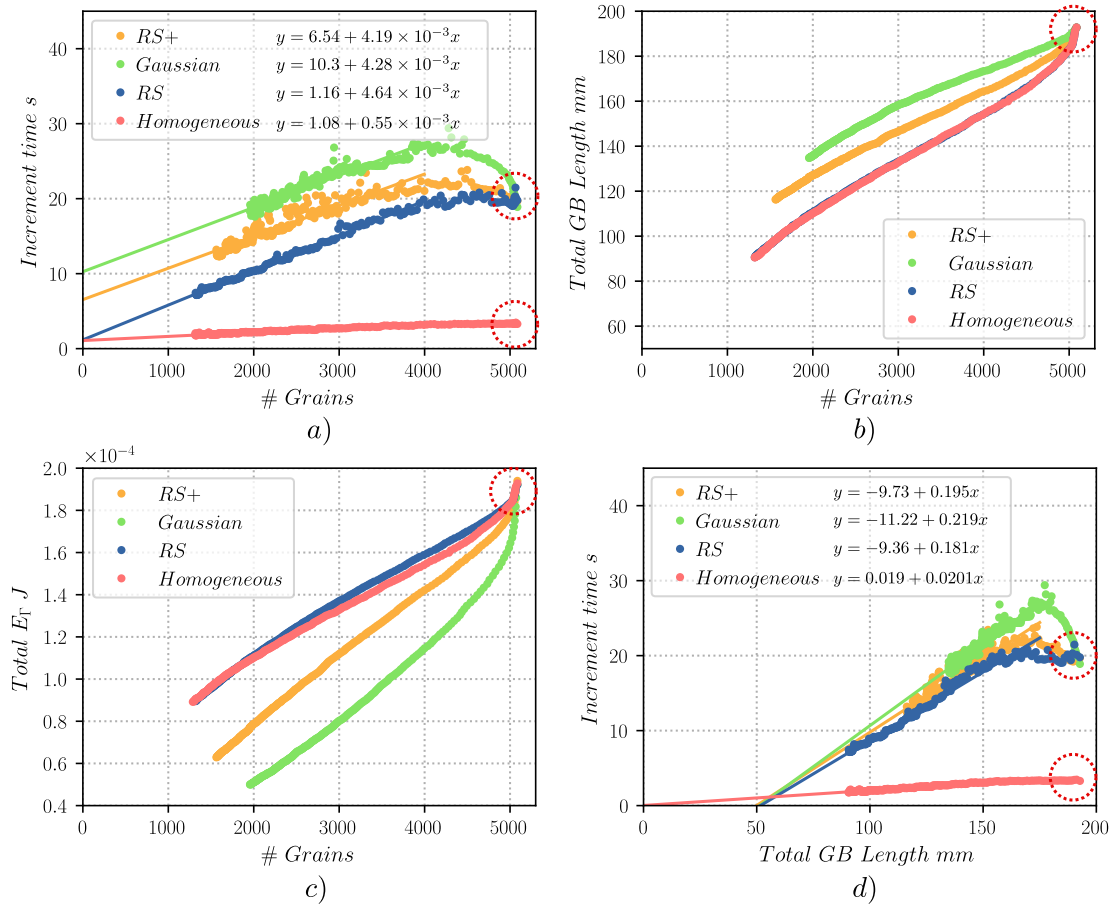 Increment time s
40
30
20
10
0
RS+ y = 6.54 + 4.19 × 10⁻³x
Gaussian y = 10.3 + 4.28 × 10⁻³x
RS y = 1.16 + 4.64 × 10⁻³x
Homogeneous y = 1.08 + 0.55 × 10⁻³x
0 1000 2000 3000 4000 5000
# Grains
a)
Total GB Length mm
200
180
160
140
120
100
80
60
RS+
Gaussian
RS
Homogeneous
0 1000 2000 3000 4000 5000
# Grains
b)
×10⁻⁴
Total E_Γ J
2.0
1.8
1.6
1.4
1.2
1.0
0.8
0.6
0.4
RS+
Gaussian
RS
Homogeneous
0 1000 2000 3000 4000 5000
# Grains
c)
Increment time s
40
30
20
10
0
RS+ y = −9.73 + 0.195x
Gaussian y = −11.22 + 0.219x
RS y = −9.36 + 0.181x
Homogeneous y = 0.019 + 0.0201x
0 50 100 150 200
Total GB Length mm
d)